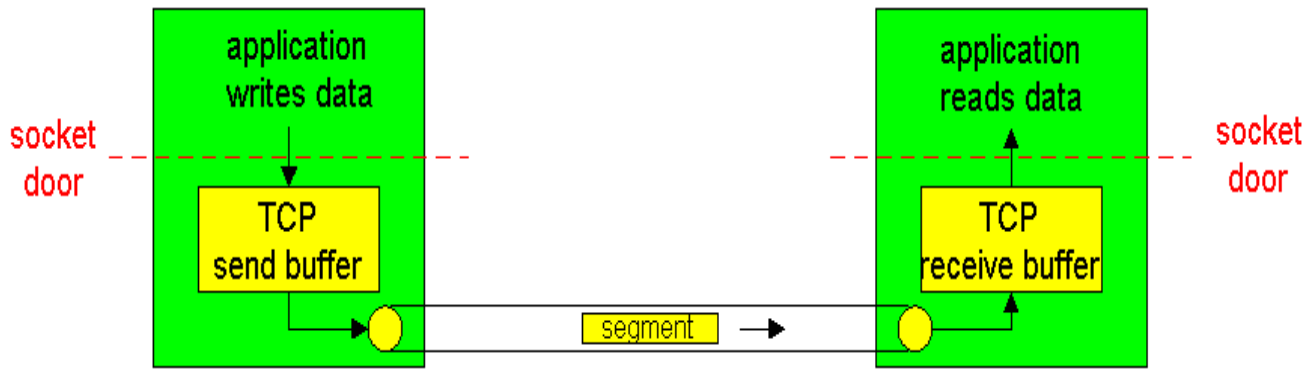 application
writes data
socket
door
TCP
send buffer
segment
application
reads data
socket
door
TCP
receive buffer